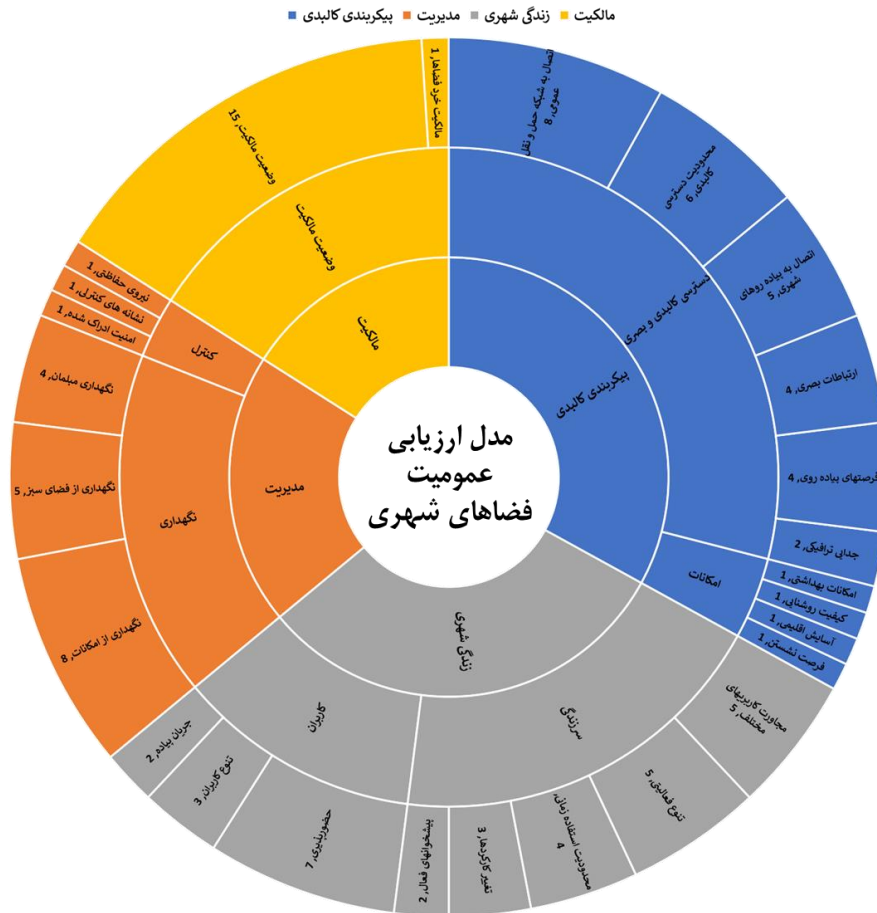 مالکیت
زندگی شهری
مدیریت
پیکربندی کالبدی
مدل ارزیابی
عمومیت
فضاهای شهری
پیکربندی کالبدی
دسترسی کالبدی و بصری
اتصال به شبکه حمل و نقل
عمومی, 8
محدودیت دسترسی
کالبدی, 6
اتصال به پیاده روهای
شهری, 5
ارتباطات بصری, 4
فرصتهای پیاده روی, 4
جدایی ترافیکی, 2
امکانات
امکانات بهداشتی, 1
کیفیت روشنایی, 1
آسایش اقلیمی, 1
فرصت نشستن, 1
زندگی شهری
سرزندگی
مجاورت کاربریهای
مختلف, 5
تنوع فعالیتی, 5
محدودیت استفاده زمانی,
4
تغییر کارکردها, 3
پیشخوانهای فعال, 2
کاربران
حضورپذیری, 7
تنوع کاربران, 3
جریان پیاده, 2
مدیریت
نگهداری
نگهداری از امکانات, 8
نگهداری از فضای سبز, 5
نگهداری مبلمان, 4
کنترل
امنیت ادراک شده, 1
نشانه های کنترلی, 1
نیروی حفاظتی, 1
مالکیت
وضعیت مالکیت
وضعیت مالکیت, 15
مالکیت خرد فضاها, 1